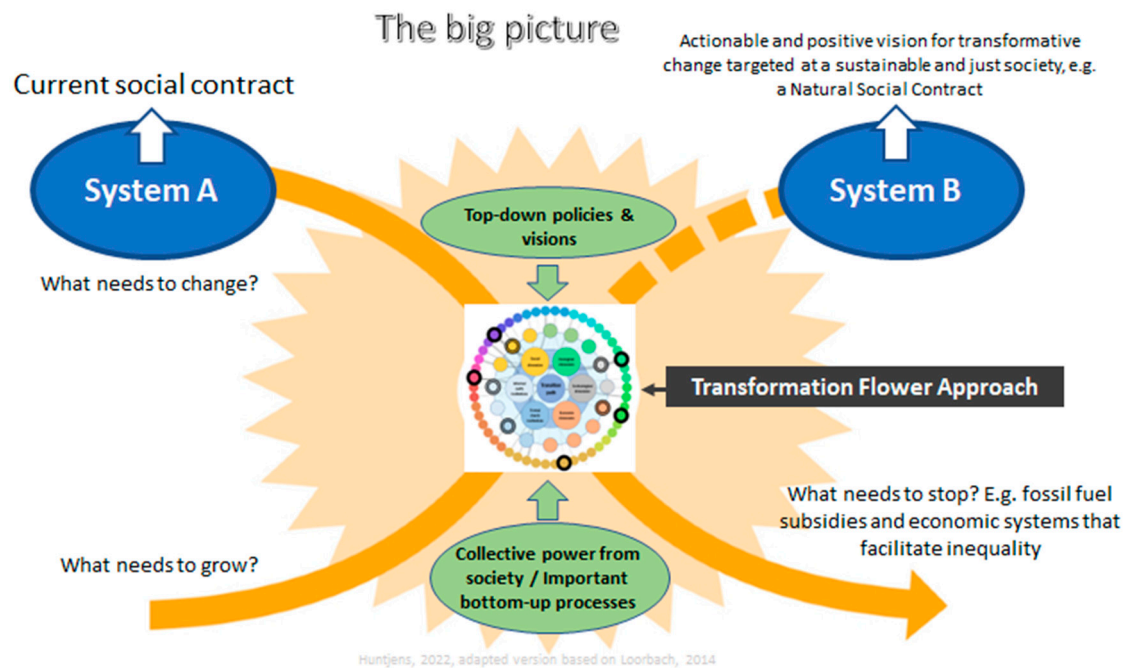 The big picture
Actionable and positive vision for transformative
change targeted at a sustainable and just society, e.g.
a Natural Social Contract
Current social contract
System A
System B
Top-down policies &
visions
What needs to change?
Transformation Flower Approach
What needs to stop? E.g. fossil fuel
subsidies and economic systems that
facilitate inequality
What needs to grow?
Collective power from
society / Important
bottom-up processes
Huntjens, 2022, adapted version based on Loorbach, 2014